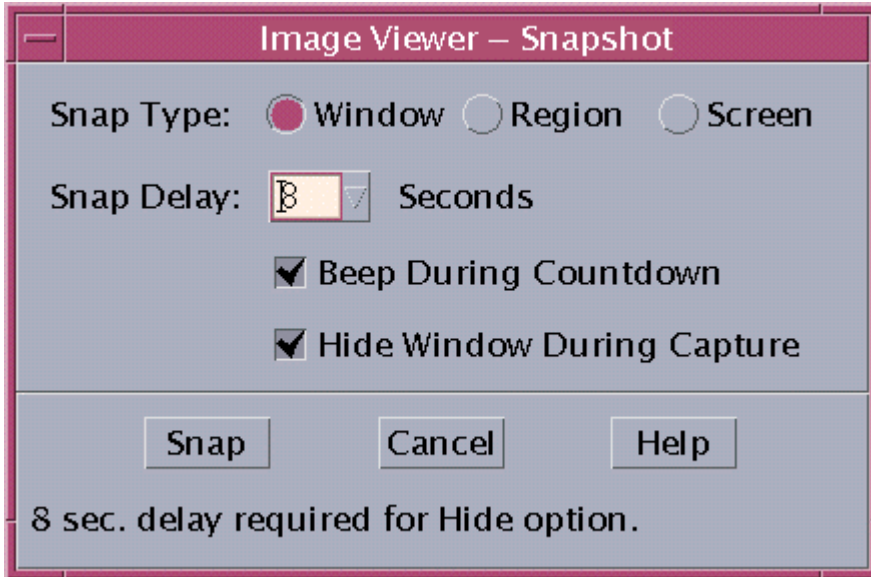 Image Viewer – Snapshot
Snap Type: Window Region Screen
Snap Delay: 8 Seconds
Beep During Countdown
Hide Window During Capture
Snap Cancel Help
8 sec. delay required for Hide option.